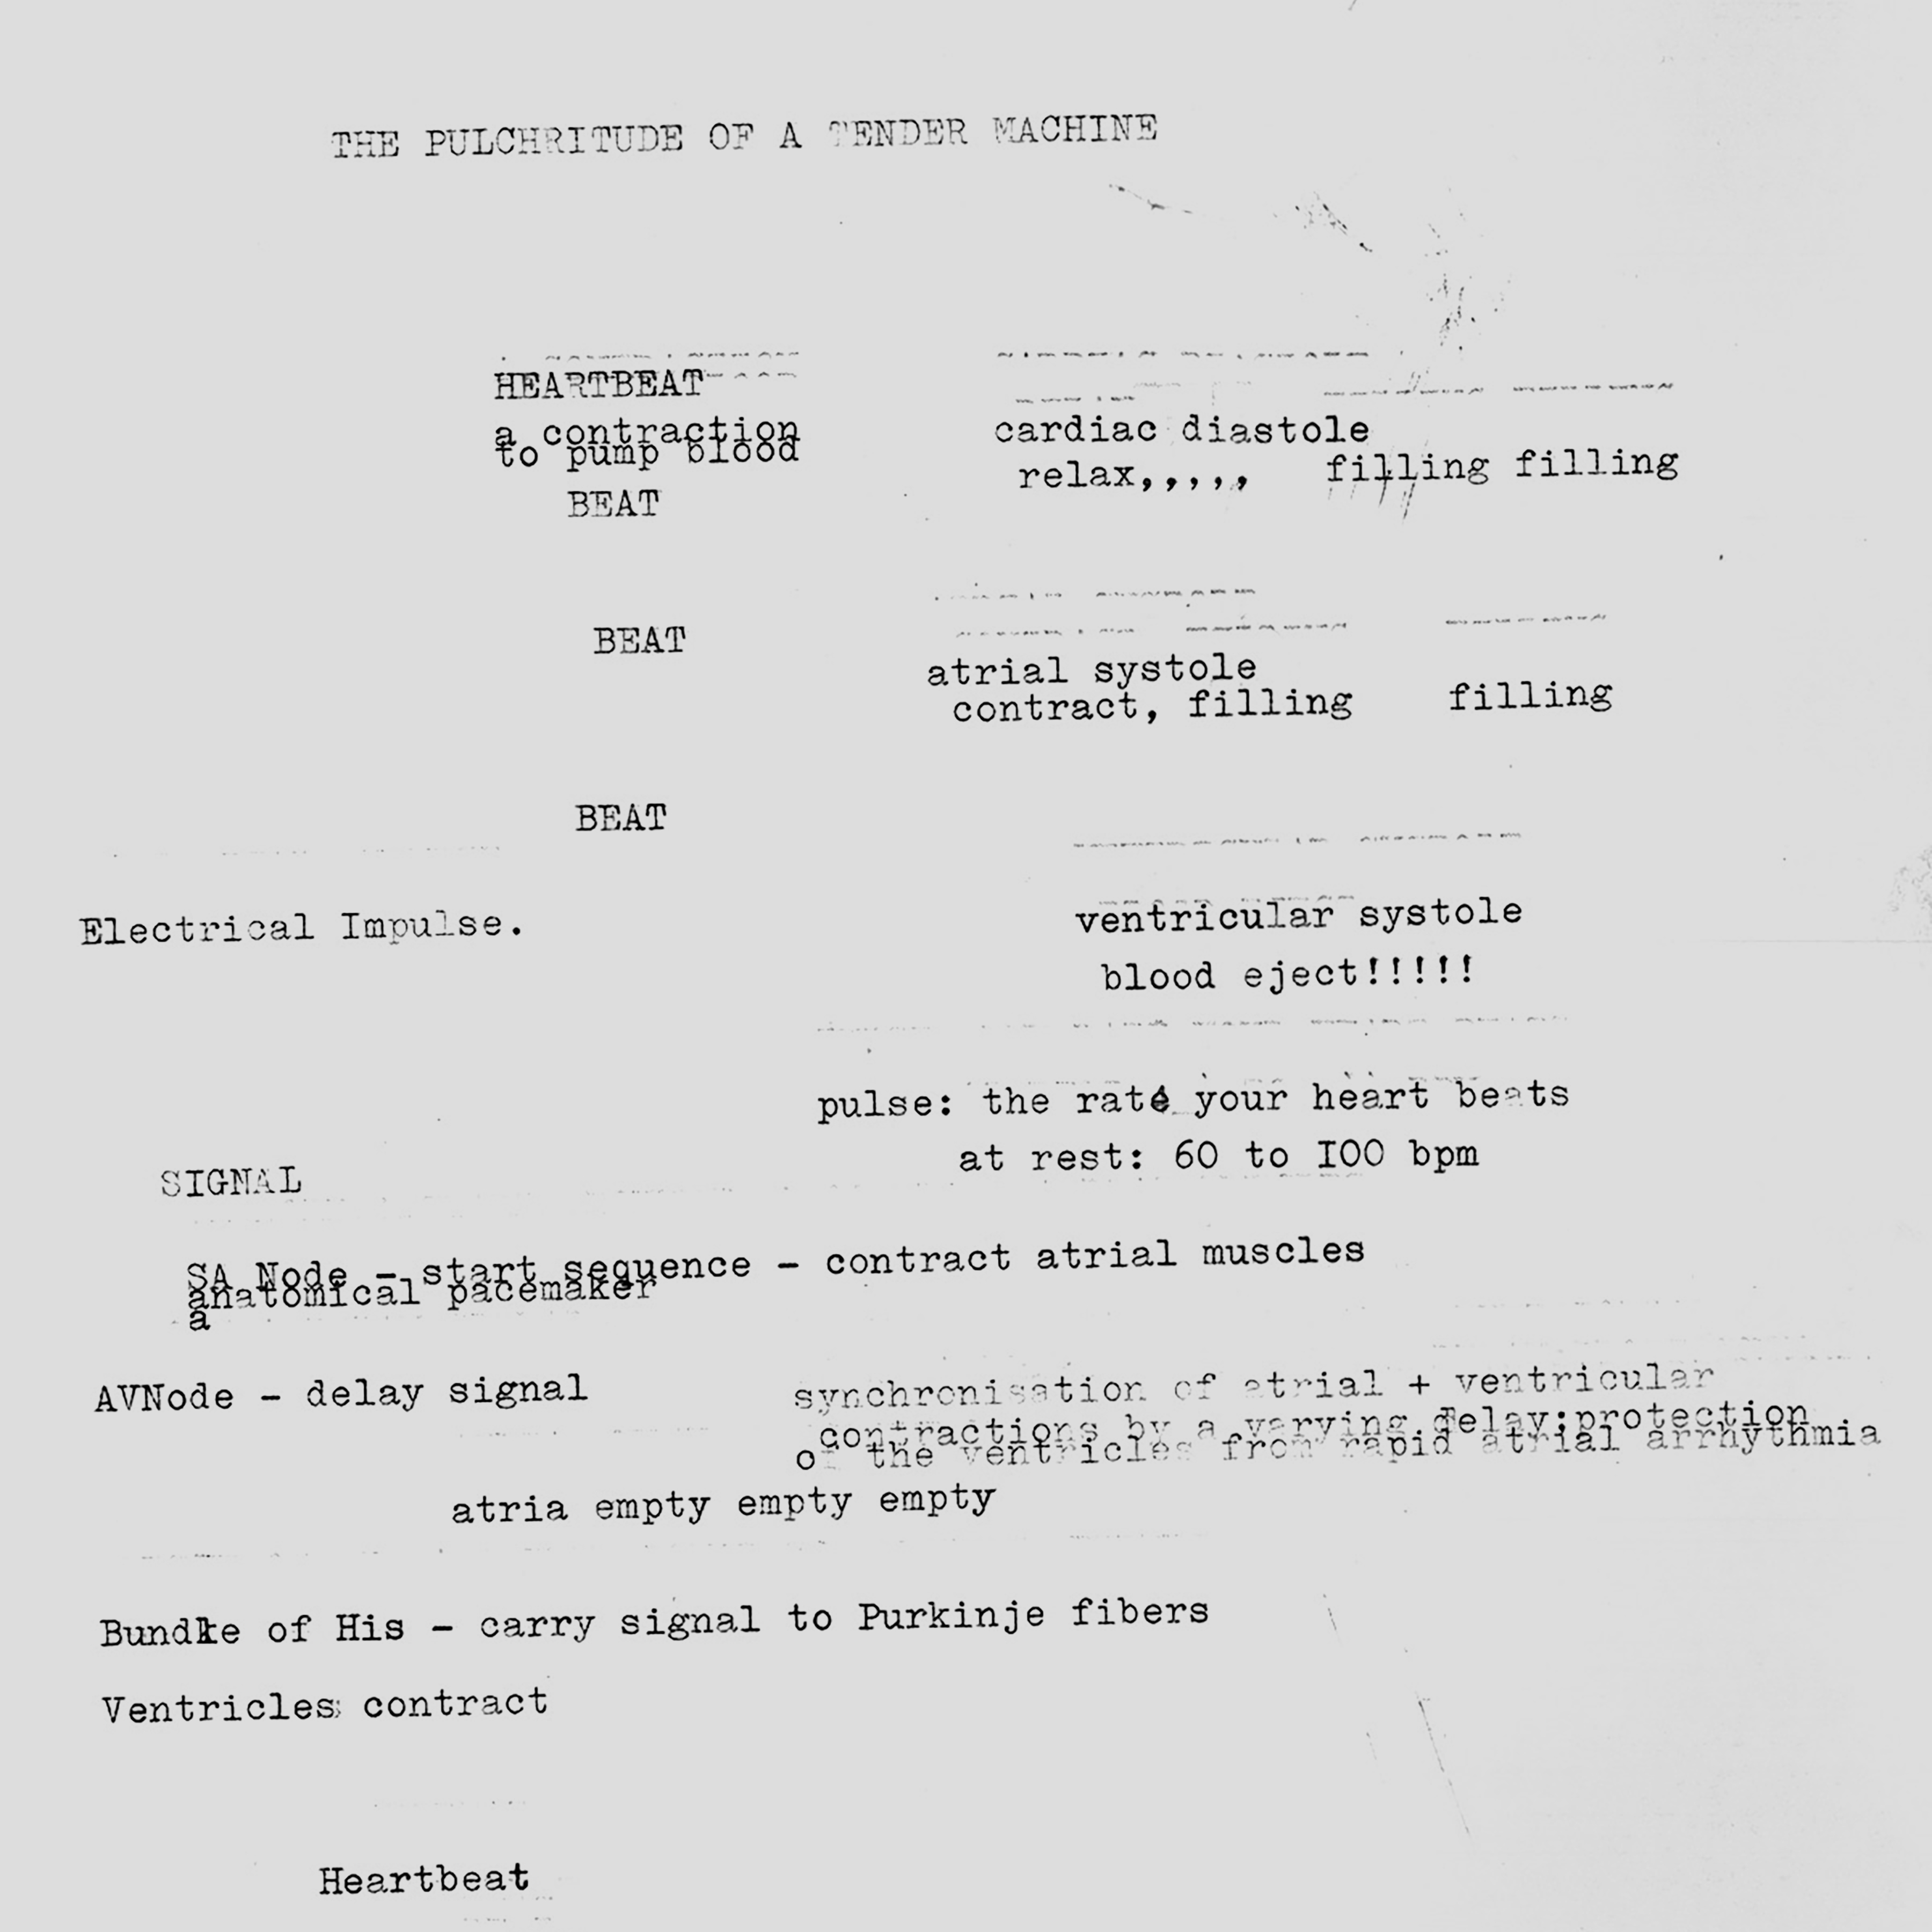 THE PULCHRITUDE OF A TENDER MACHINE
HEARTBEAT
a contraction
to pump blood
BEAT
cardiac diastole
relax,,,,, filling filling
BEAT
atrial systole
contract, filling filling
BEAT
Electrical Impulse.
ventricular systole
blood eject!!!!!
pulse: the rate your heart beats
at rest: 60 to I00 bpm
SIGNAL
SA Node - start sequence - contract atrial muscles
anatomical pacemaker
a
AVNode - delay signal
synchronisation of atrial + ventricular
contractions by a varying delay:protection
of the ventricles from rapid atrial arrhythmia
atria empty empty empty
Bundle of His - carry signal to Purkinje fibers
Ventricles contract
Heartbeat